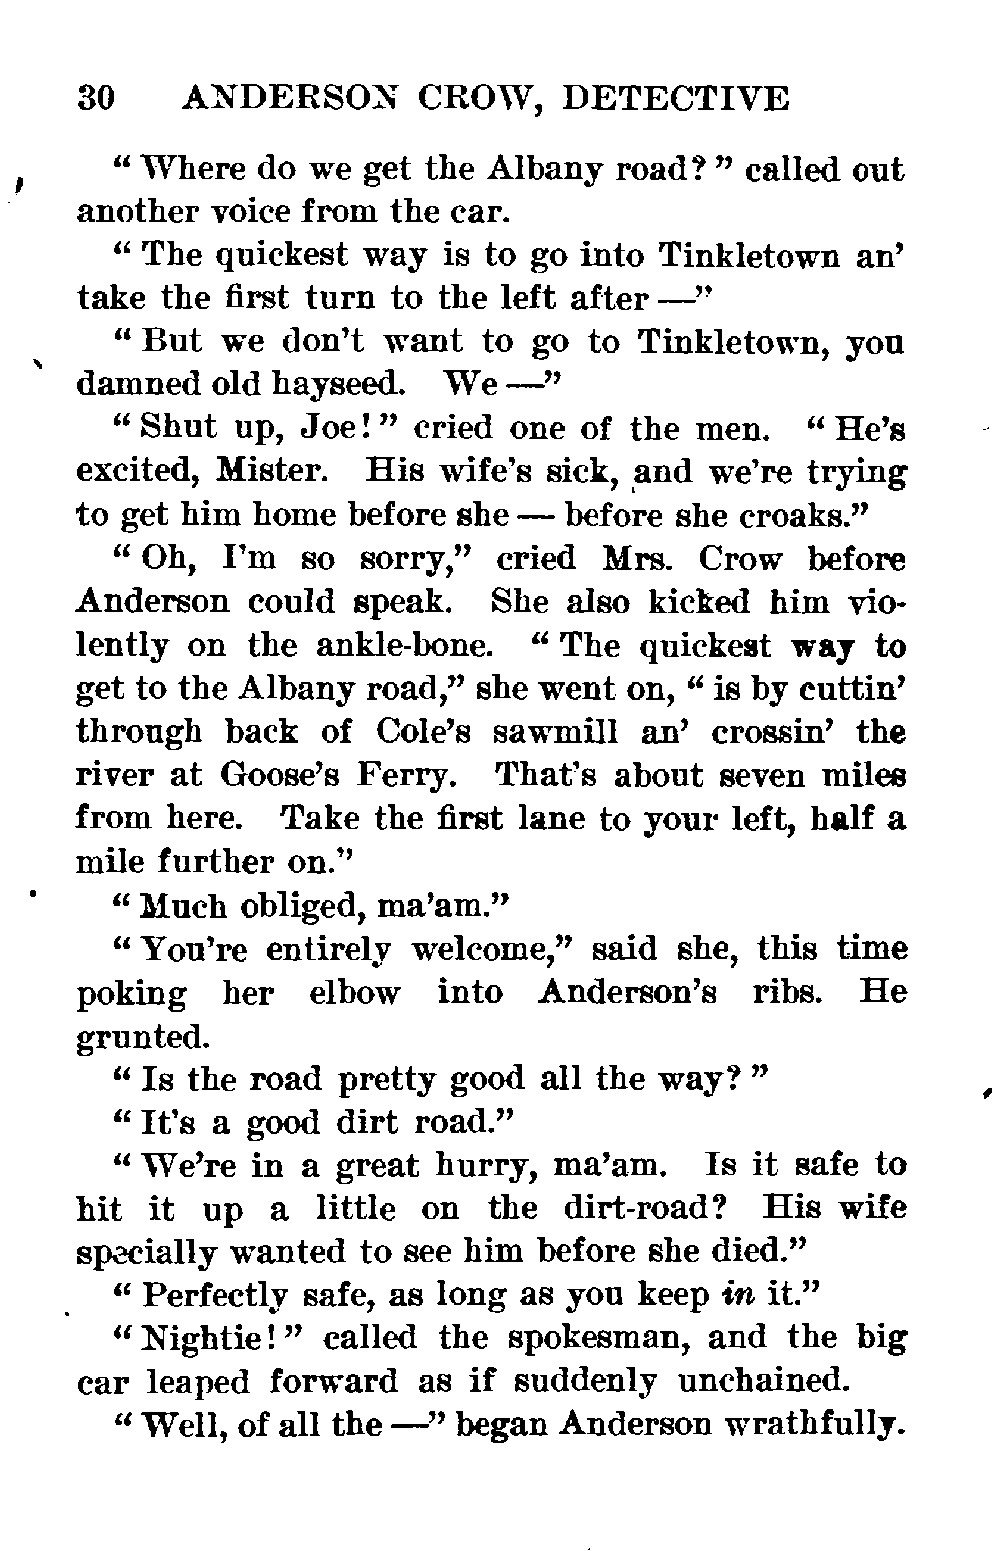 30 ANDERSON CROW, DETECTIVE
“ Where do we get the Albany road? ” called out
another voice from the car.
“ The quickest way is to go into Tinkletown an’
take the first turn to the left after —”
“ But we don’t want to go to Tinkletown, you
damned old hayseed. We —”
“ Shut up, Joe! ” cried one of the men. “ He’s
excited, Mister. His wife’s sick, and we’re trying
to get him home before she — before she croaks.”
“ Oh, I’m so sorry,” cried Mrs. Crow before
Anderson could speak. She also kicked him vio-
lently on the ankle-bone. “ The quickest way to
get to the Albany road,” she went on, “ is by cuttin’
through back of Cole’s sawmill an’ crossin’ the
river at Goose’s Ferry. That’s about seven miles
from here. Take the first lane to your left, half a
mile further on.”
“ Much obliged, ma’am.”
“ You’re entirely welcome,” said she, this time
poking her elbow into Anderson’s ribs. He
grunted.
“ Is the road pretty good all the way? ”
“ It’s a good dirt road.”
“ We’re in a great hurry, ma’am. Is it safe to
hit it up a little on the dirt-road? His wife
specially wanted to see him before she died.”
“ Perfectly safe, as long as you keep in it.”
“ Nightie! ” called the spokesman, and the big
car leaped forward as if suddenly unchained.
“ Well, of all the —” began Anderson wrathfully.